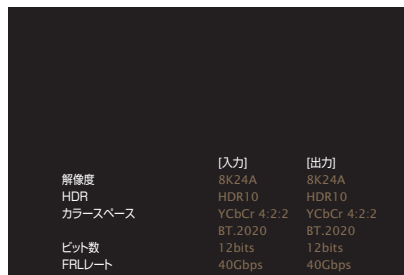 [入力] [出力]
解像度 8K24A 8K24A
HDR HDR10 HDR10
カラースペース YCbCr 4:2:2 YCbCr 4:2:2
BT.2020 BT.2020
ビット数 12bits 12bits
FRLレート 40Gbps 40Gbps